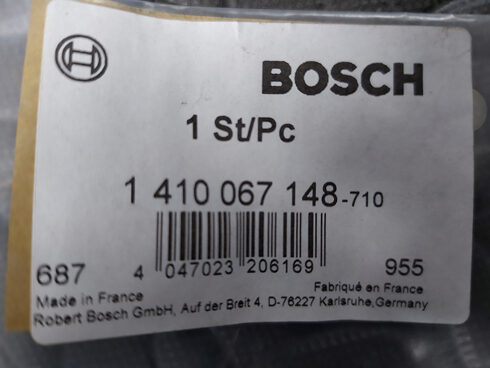 BOSCH
1 St/Pc
1 410 067 148-710
687 4 047023 206169 955
Made in France Fabriqué en France
Robert Bosch GmbH, Auf der Breit 4, D-76227 Karlsruhe,Germany